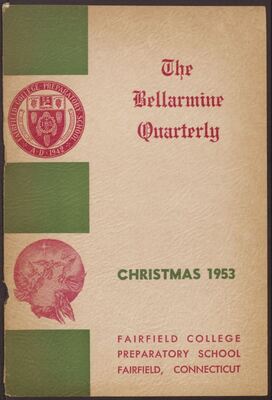 The
Bellarmine
Quarterly
FAIRFIELD COLLEGE PREPARATORY SCHOOL
A·D·1942
CHRISTMAS 1953
FAIRFIELD COLLEGE
PREPARATORY SCHOOL
FAIRFIELD, CONNECTICUT